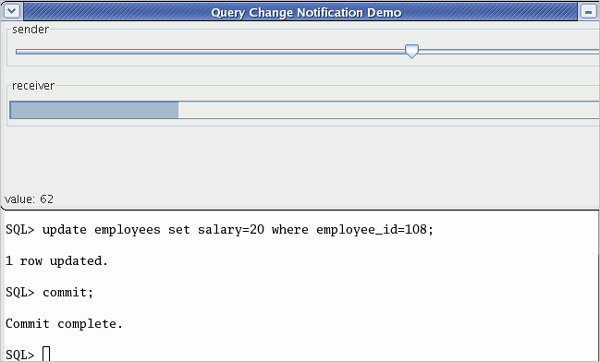 Query Change Notification Demo
sender
receiver
value: 62
SQL> update employees set salary=20 where employee_id=108;
1 row updated.
SQL> commit;
Commit complete.
SQL>